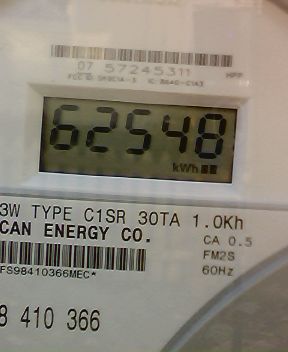 07 57245311 HPP
62548
kWh
3W TYPE C1SR 30TA 1.0Kh
CAN ENERGY CO. CA 0.5
FS98410366MEC* FM2S
60Hz
8 410 366